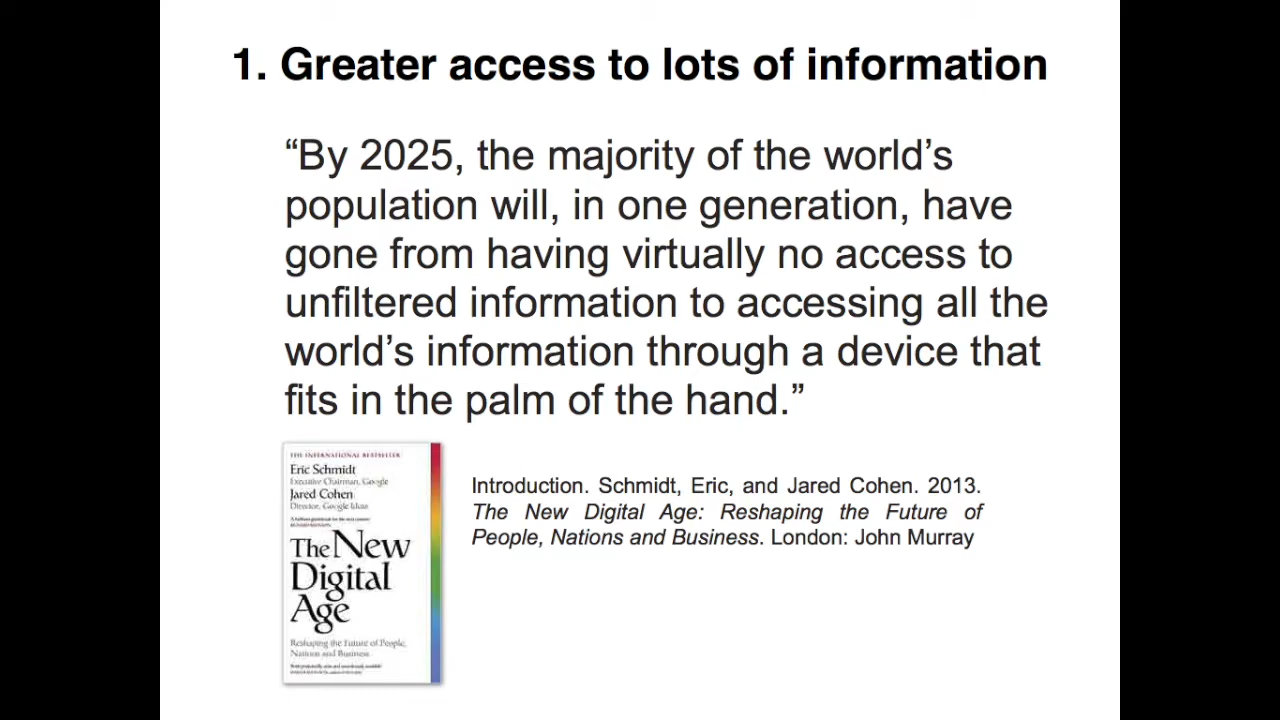 1. Greater access to lots of information
“By 2025, the majority of the world’s
population will, in one generation, have
gone from having virtually no access to
unfiltered information to accessing all the
world’s information through a device that
fits in the palm of the hand.”
THE INTERNATIONAL BESTSELLER
Eric Schmidt
Executive Chairman, Google
Jared Cohen
Director, Google Ideas
The New
Digital
Age
Reshaping the Future of People,
Nations and Business
Introduction. Schmidt, Eric, and Jared Cohen. 2013.
The New Digital Age: Reshaping the Future of
People, Nations and Business. London: John Murray